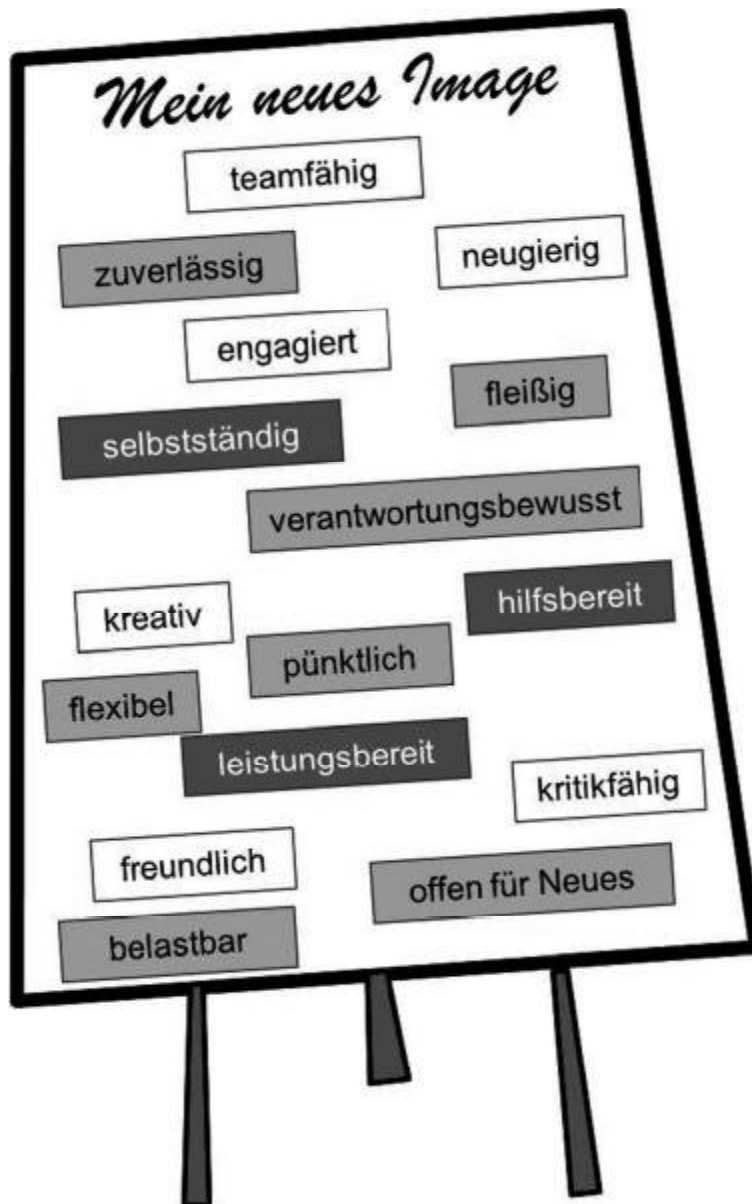 Mein neues Image
teamfähig
zuverlässig
neugierig
engagiert
fleißig
selbstständig
verantwortungsbewusst
hilfsbereit
kreativ
pünktlich
flexibel
leistungsbereit
kritikfähig
freundlich
offen für Neues
belastbar